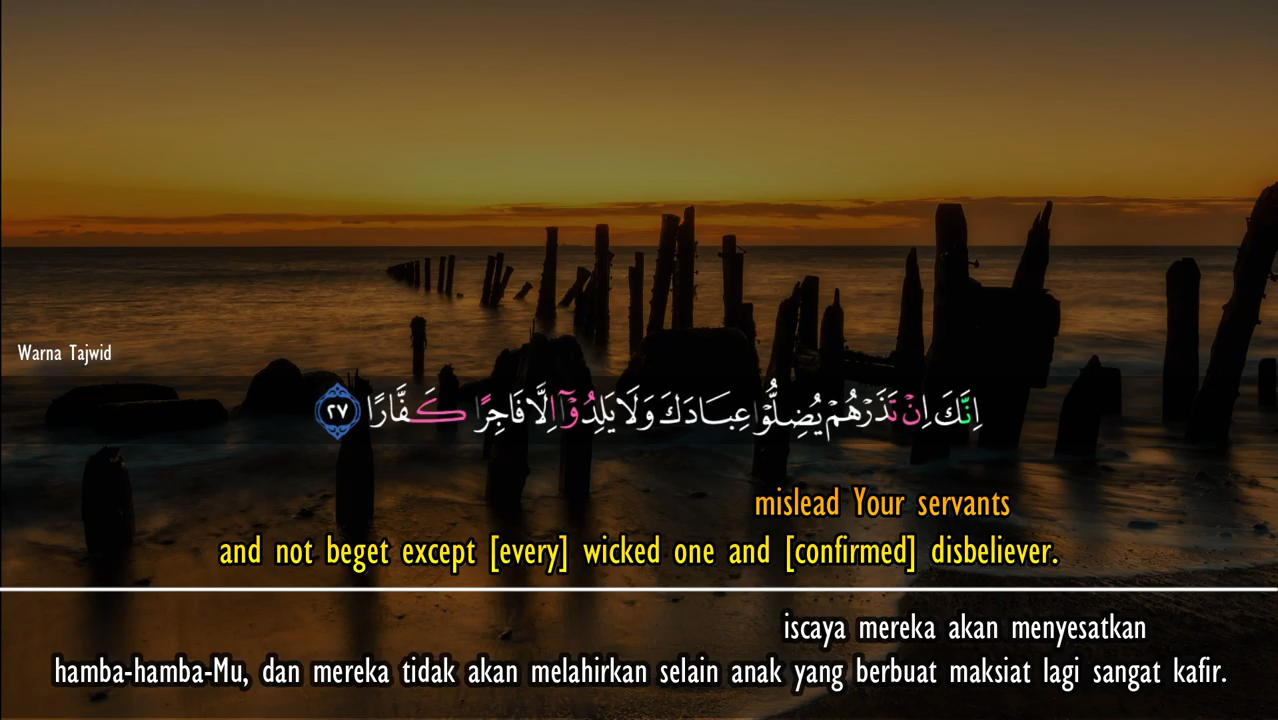 Warna Tajwid
اِنَّكَ اِنْ تَذَرْهُمْ يُضِلُّوْا عِبَادَكَ وَلَا يَلِدُوْٓا اِلَّا فَاجِرًا كَفَّارًا ٢٧
mislead Your servants
and not beget except [every] wicked one and [confirmed] disbeliever.
iscaya mereka akan menyesatkan
hamba-hamba-Mu, dan mereka tidak akan melahirkan selain anak yang berbuat maksiat lagi sangat kafir.